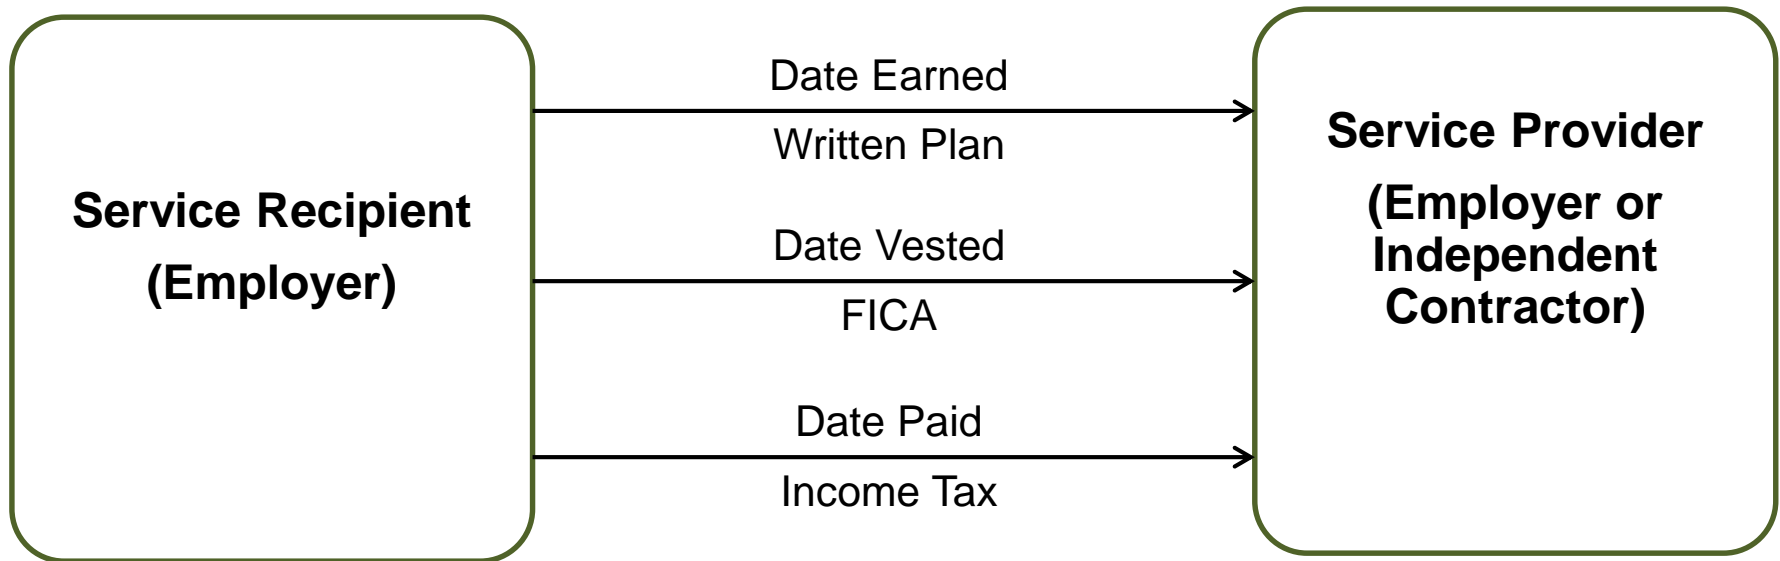 Service Recipient
(Employer)
Date Earned
Written Plan
Date Vested
FICA
Date Paid
Income Tax
Service Provider
(Employer or
Independent
Contractor)